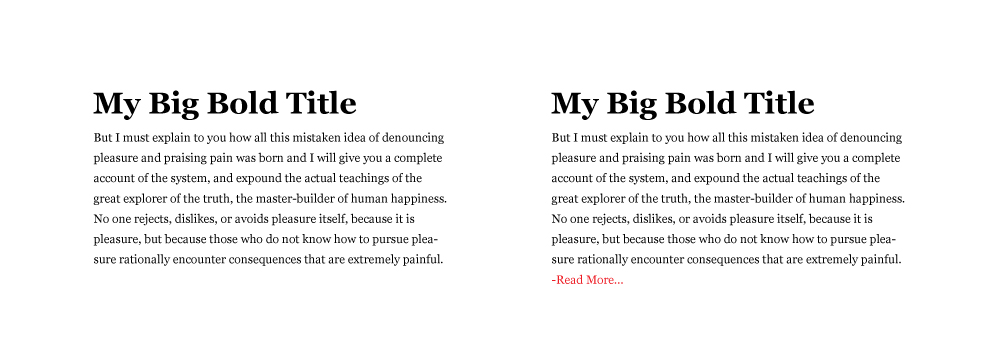 My Big Bold Title
But I must explain to you how all this mistaken idea of denouncing
pleasure and praising pain was born and I will give you a complete
account of the system, and expound the actual teachings of the
great explorer of the truth, the master-builder of human happiness.
No one rejects, dislikes, or avoids pleasure itself, because it is
pleasure, but because those who do not know how to pursue plea-
sure rationally encounter consequences that are extremely painful.
My Big Bold Title
But I must explain to you how all this mistaken idea of denouncing
pleasure and praising pain was born and I will give you a complete
account of the system, and expound the actual teachings of the
great explorer of the truth, the master-builder of human happiness.
No one rejects, dislikes, or avoids pleasure itself, because it is
pleasure, but because those who do not know how to pursue plea-
sure rationally encounter consequences that are extremely painful.
-Read More...